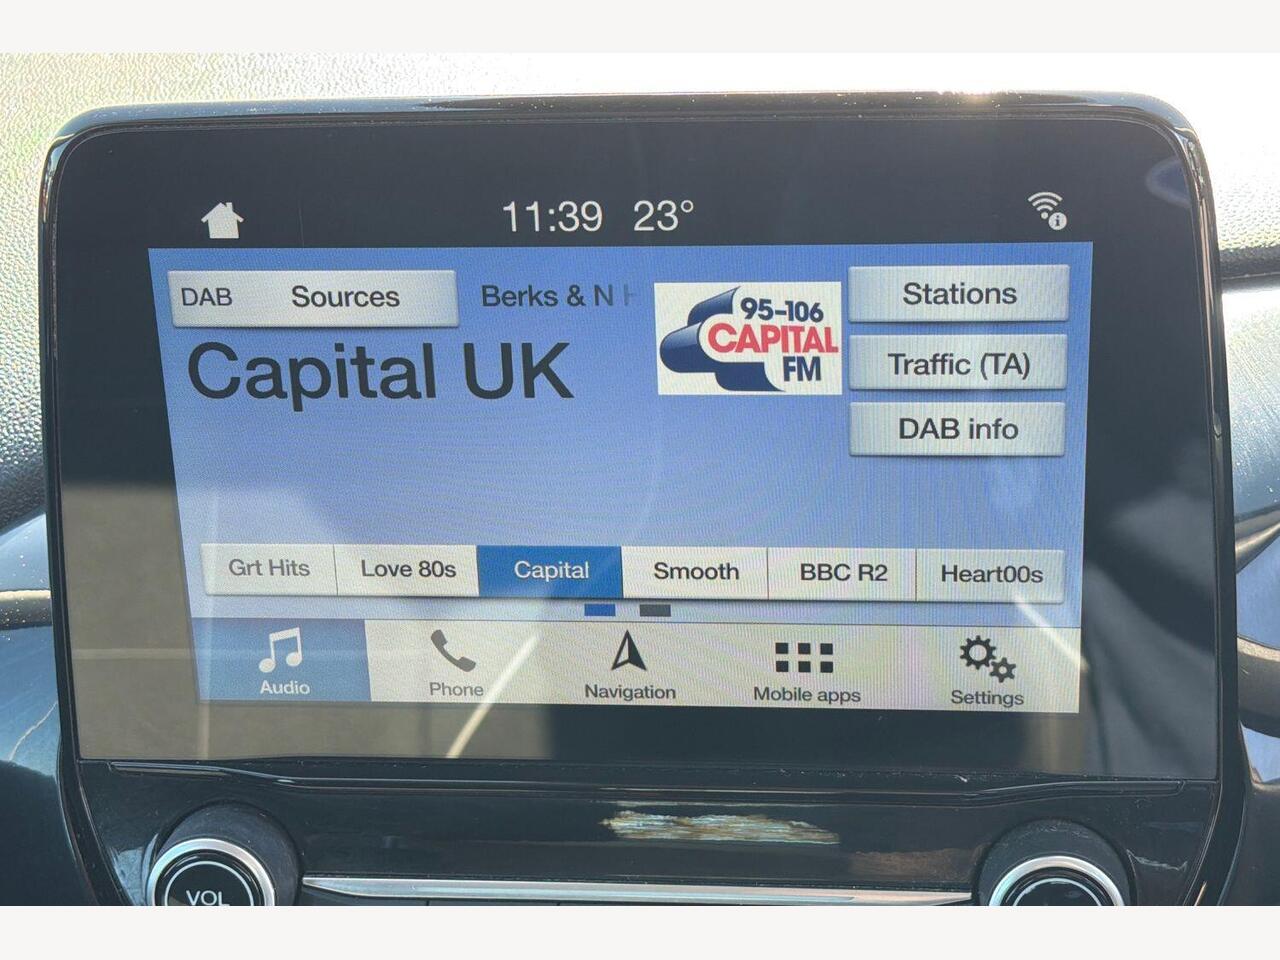 11:39 23°
DAB Sources
Berks & N
95-106
CAPITAL
FM
Stations
Capital UK
Traffic (TA)
DAB info
Grt Hits
Love 80s
Capital
Smooth
BBC R2
Heart00s
Audio
Phone
Navigation
Mobile apps
Settings
VOL